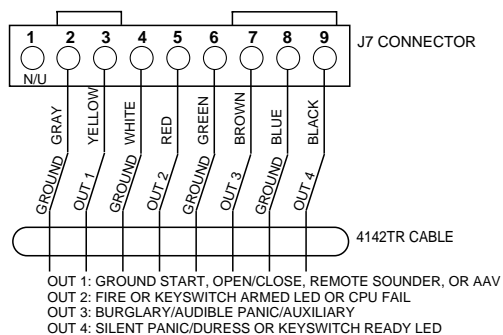 1 2 3 4 5 6 7 8 9
J7 CONNECTOR
N/U
GRAY YELLOW WHITE RED GREEN BROWN BLUE BLACK
GROUND OUT 1 GROUND OUT 2 GROUND OUT 3 GROUND OUT 4
4142TR CABLE
OUT 1: GROUND START, OPEN/CLOSE, REMOTE SOUNDER, OR AAV
OUT 2: FIRE OR KEYSWITCH ARMED LED OR CPU FAIL
OUT 3: BURGLARY/AUDIBLE PANIC/AUXILIARY
OUT 4: SILENT PANIC/DURESS OR KEYSWITCH READY LED